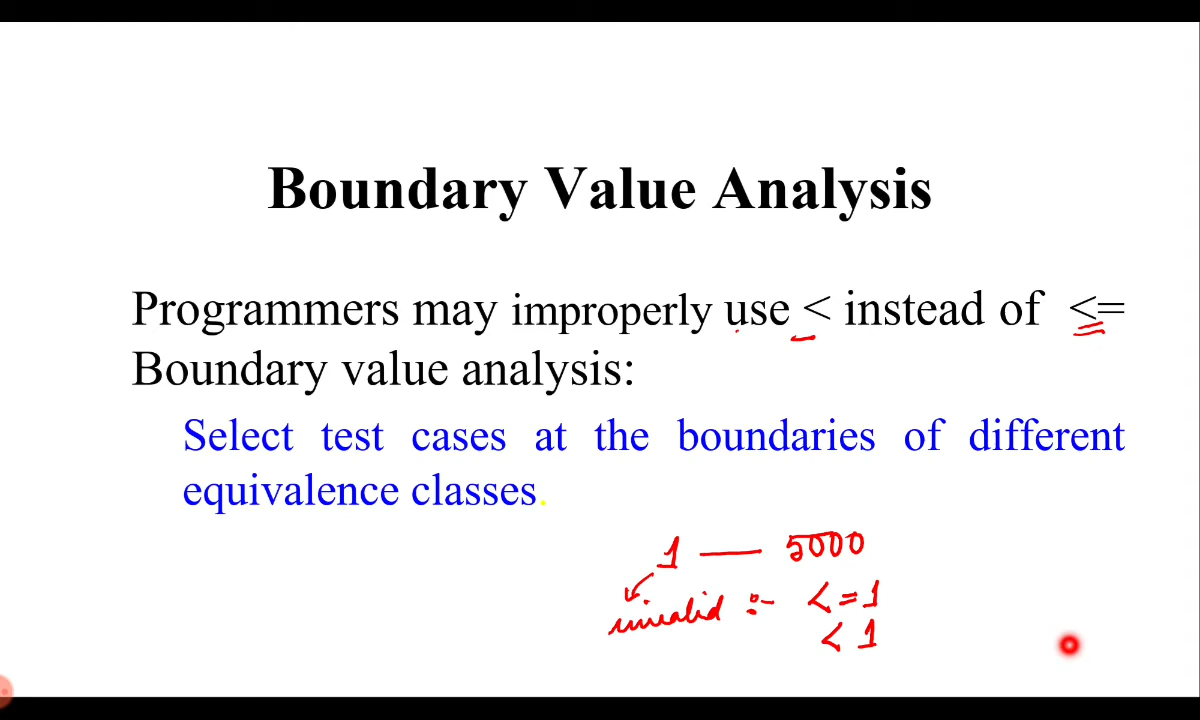 Boundary Value Analysis
Programmers may improperly use < instead of <=
Boundary value analysis:
Select test cases at the boundaries of different
equivalence classes.
1 — 5000
invalid :- <=1
<1